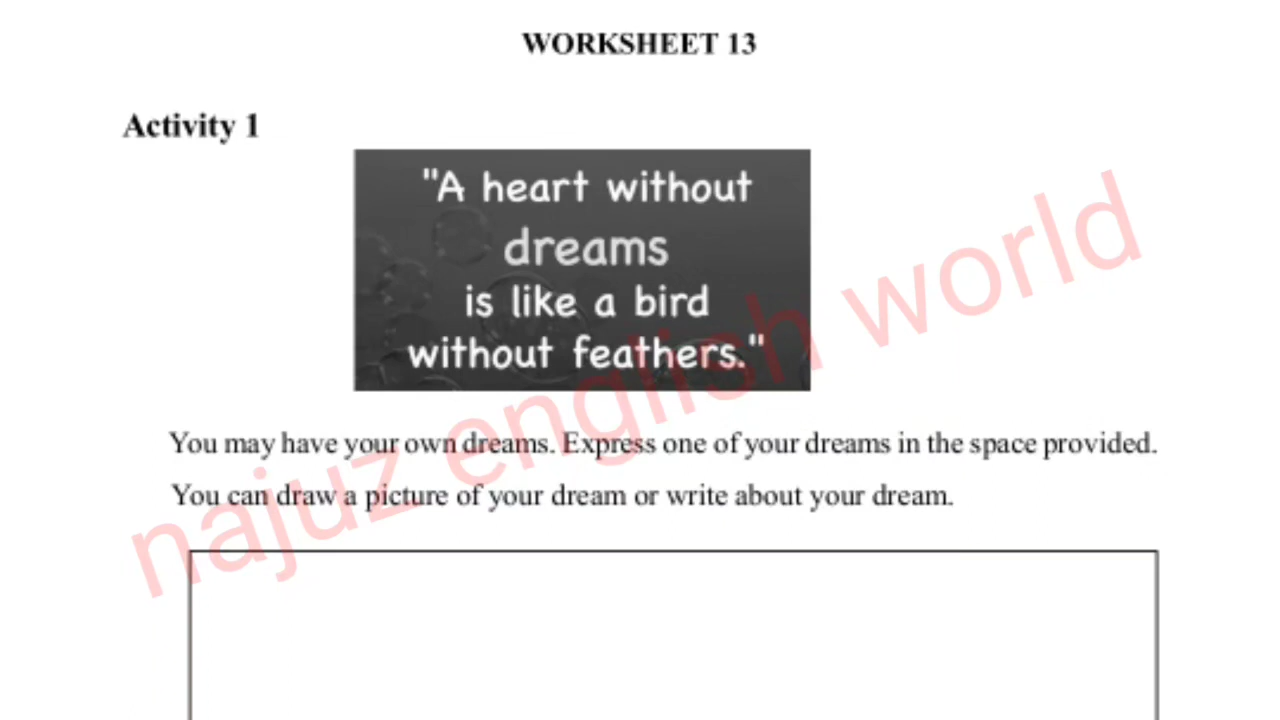 WORKSHEET 13
Activity 1
"A heart without
dreams
is like a bird
without feathers."
You may have your own dreams. Express one of your dreams in the space provided.
You can draw a picture of your dream or write about your dream.
najuz english world